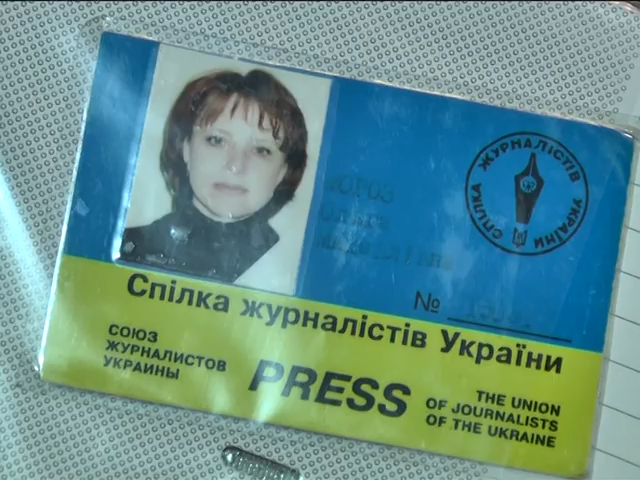 СПІЛКА ЖУРНАЛІСТІВ УКРАЇНИ
№
Спілка журналістів України
СОЮЗ
ЖУРНАЛИСТОВ
УКРАИНЫ
PRESS
THE UNION
OF JOURNALISTS
OF THE UKRAINE